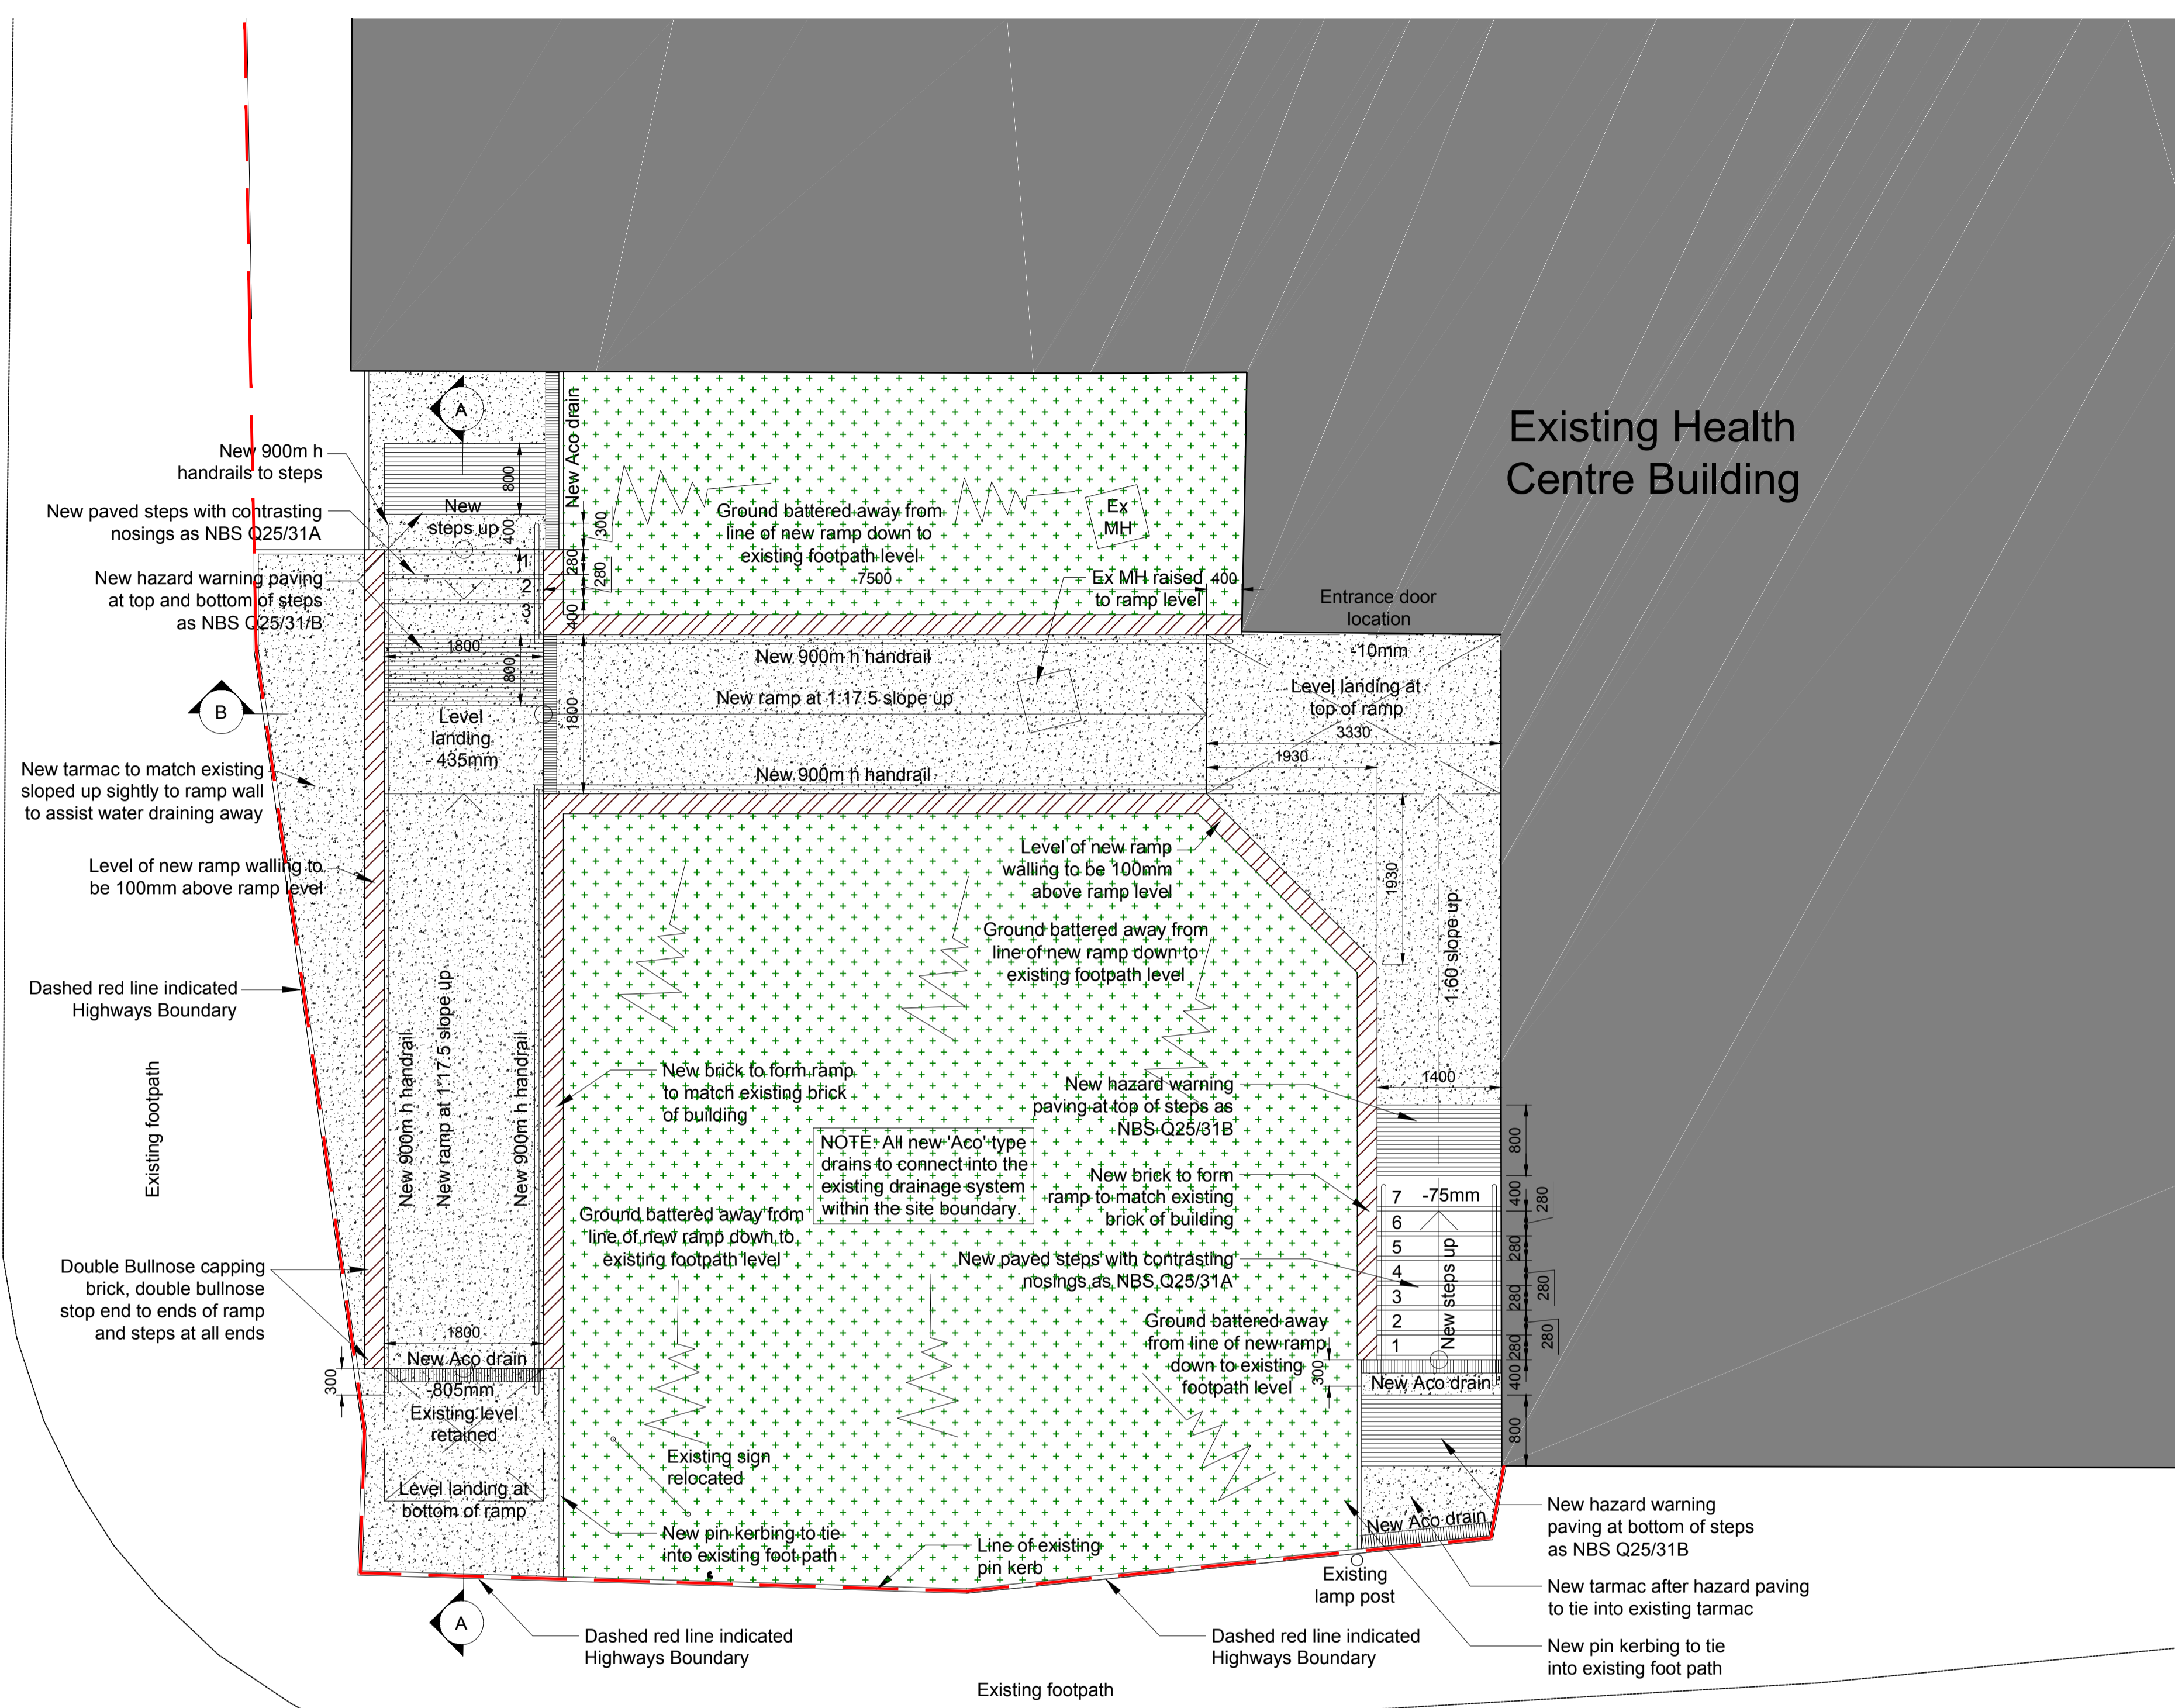 Existing Health
Centre Building
A
New Aco drain
New 900m h
handrails to steps
New paved steps with contrasting
nosings as NBS Q25/31A
New hazard warning paving
at top and bottom of steps
as NBS Q25/31/B
800
New
steps up
400
300
280
280
400
1
2
3
Ground battered away from
line of new ramp down to
existing footpath level
7500
Ex
MH
Ex MH raised
to ramp level
400
Entrance door
location
-10mm
1800
800
New 900m h handrail
New ramp at 1:17.5 slope up
1800
New 900m h handrail
Level landing at
top of ramp
3330
1930
B
Level
landing
- 435mm
New tarmac to match existing
sloped up sightly to ramp wall
to assist water draining away
Level of new ramp walling to
be 100mm above ramp level
Level of new ramp
walling to be 100mm
above ramp level
1930
Ground battered away from
line of new ramp down to
existing footpath level
1:60 slope up
Dashed red line indicated
Highways Boundary
Existing footpath
New 900m h handrail
New ramp at 1:17.5 slope up
New 900m h handrail
New brick to form ramp
to match existing brick
of building
New hazard warning
paving at top of steps as
NBS Q25/31B
1400
800
NOTE: All new 'Aco' type
drains to connect into the
existing drainage system
within the site boundary.
New brick to form
ramp to match existing
brick of building
Ground battered away from
line of new ramp down to
existing footpath level
New paved steps with contrasting
nosings as NBS Q25/31A
7
-75mm
6
5
4
3
2
1
New steps up
400
280
280
280
280
280
280
400
800
Double Bullnose capping
brick, double bullnose
stop end to ends of ramp
and steps at all ends
Ground battered away
from line of new ramp
down to existing
footpath level
300
New Aco drain
1800
New Aco drain
300
-805mm
Existing level
retained
Level landing at
bottom of ramp
Existing sign
relocated
New pin kerbing to tie
into existing foot path
Line of existing
pin kerb
New Aco drain
Existing
lamp post
New hazard warning
paving at bottom of steps
as NBS Q25/31B
New tarmac after hazard paving
to tie into existing tarmac
New pin kerbing to tie
into existing foot path
A
Dashed red line indicated
Highways Boundary
Dashed red line indicated
Highways Boundary
Existing footpath